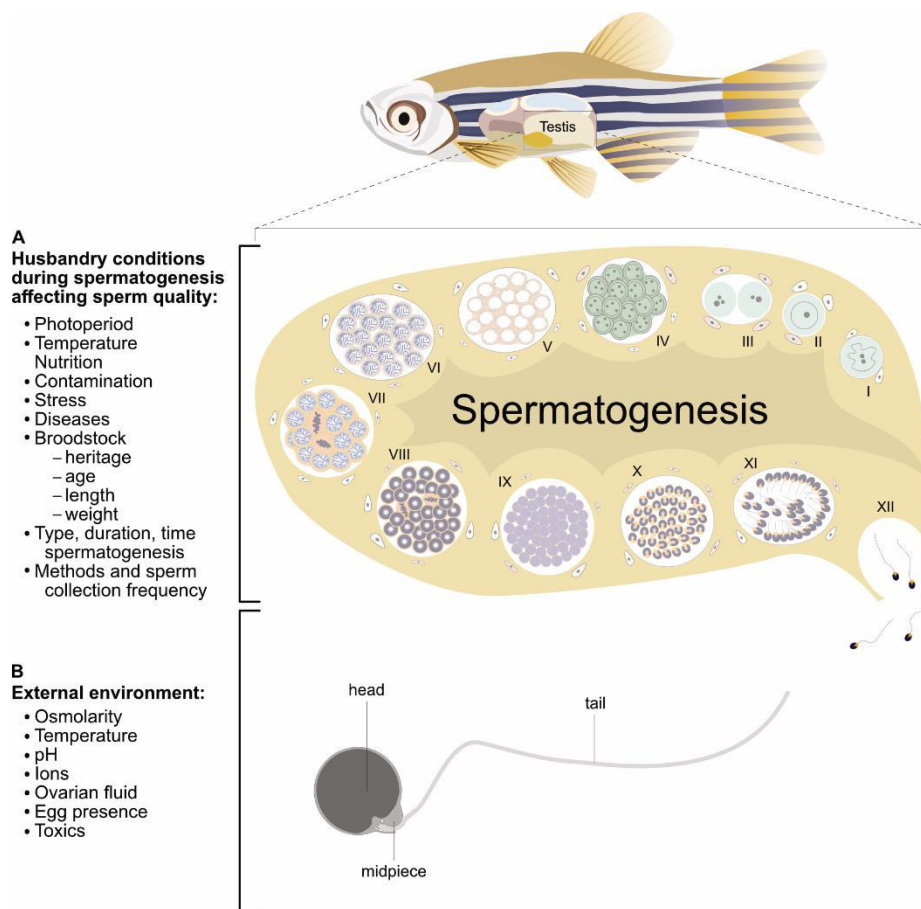 Testis
A
Husbandry conditions
during spermatogenesis
affecting sperm quality:
• Photoperiod
• Temperature
Nutrition
• Contamination
• Stress
• Diseases
• Broodstock
– heritage
– age
– length
– weight
• Type, duration, time
spermatogenesis
• Methods and sperm
collection frequency
Spermatogenesis
I
II
III
IV
V
VI
VII
VIII
IX
X
XI
XII
B
External environment:
• Osmolarity
• Temperature
• pH
• Ions
• Ovarian fluid
• Egg presence
• Toxics
head
tail
midpiece